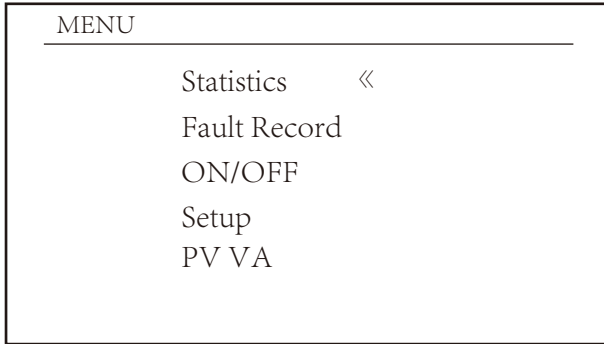 MENU
Statistics «
Fault Record
ON/OFF
Setup
PV VA